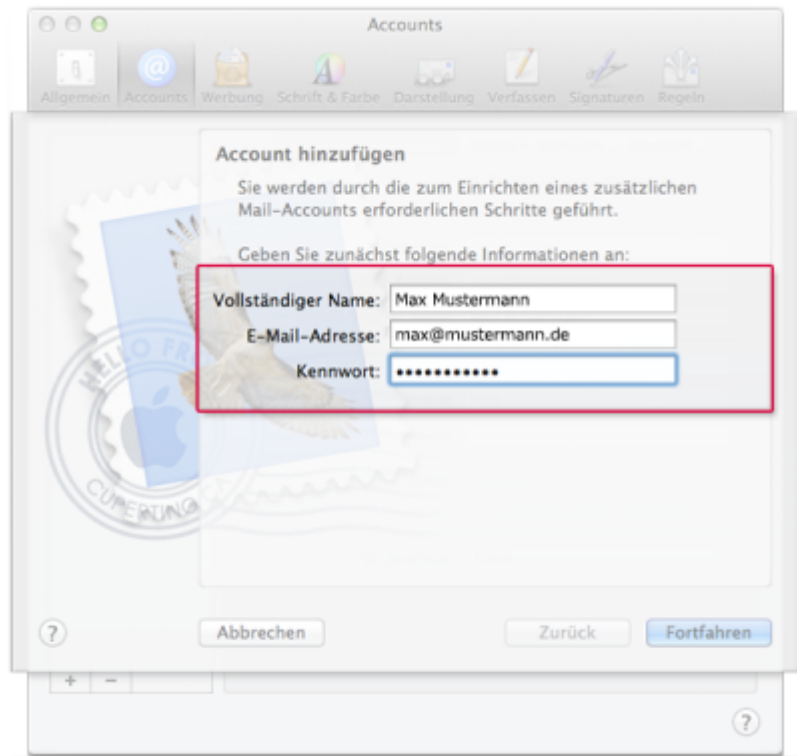 Accounts
Allgemein Accounts Werbung Schrift & Farbe Darstellung Verfassen Signaturen Regeln
Account hinzufügen
Sie werden durch die zum Einrichten eines zusätzlichen
Mail-Accounts erforderlichen Schritte geführt.
Geben Sie zunächst folgende Informationen an:
Vollständiger Name: Max Mustermann
E-Mail-Adresse: max@mustermann.de
Kennwort: •••••••••••
HELLO FR
CUPERTINO
? Abbrechen Zurück Fortfahren
+ −
?